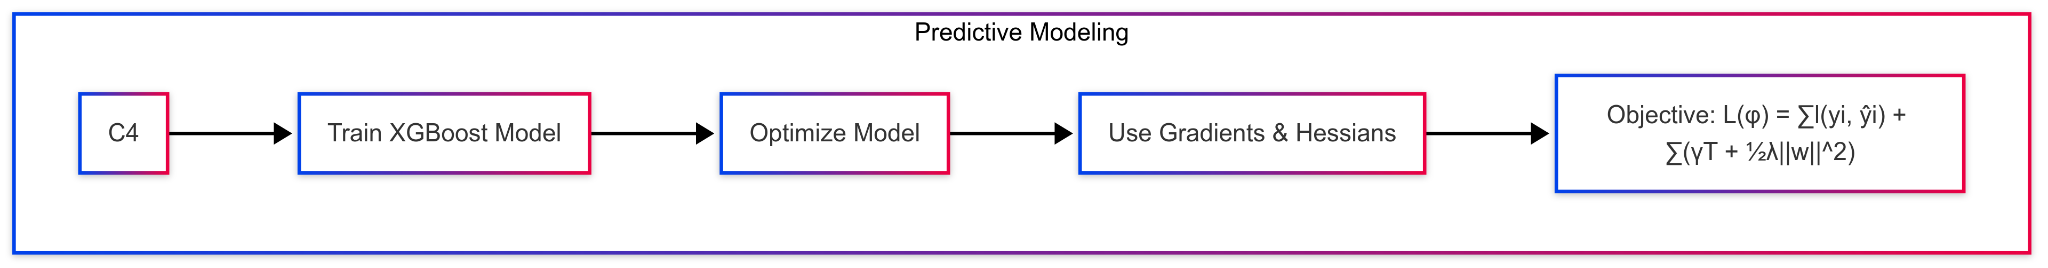 Predictive Modeling
C4
Train XGBoost Model
Optimize Model
Use Gradients & Hessians
Objective: L(φ) = ∑l(yi, ŷi) +
∑(γT + ½λ||w||^2)